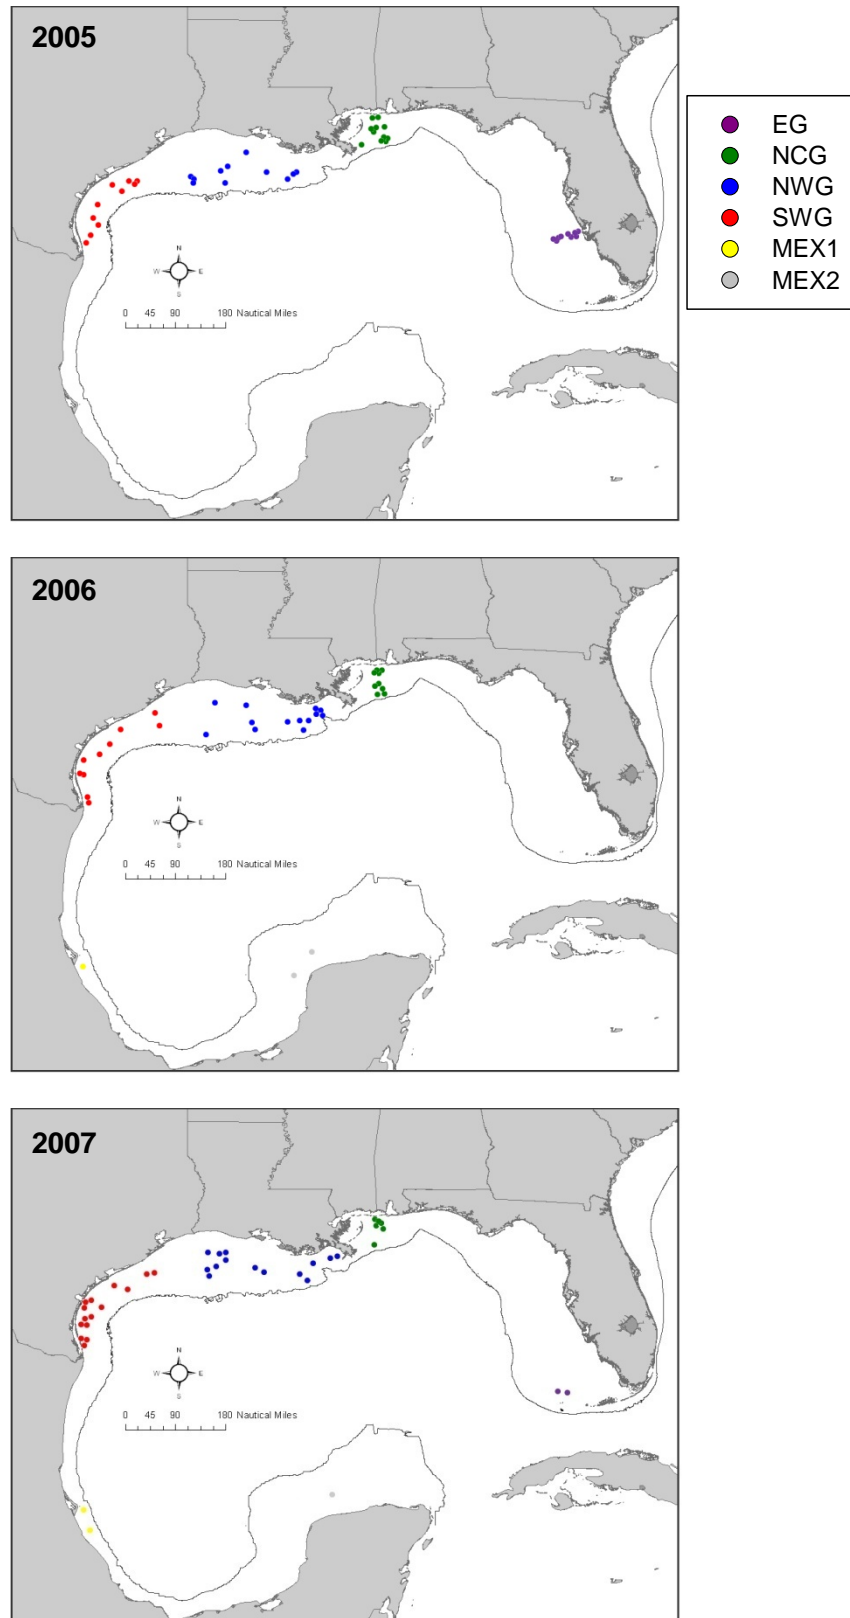 2005
EG
NCG
NWG
SWG
MEX1
MEX2
N
W E
S
0 45 90 180 Nautical Miles
2006
N
W E
S
0 45 90 180 Nautical Miles
2007
N
W E
S
0 45 90 180 Nautical Miles